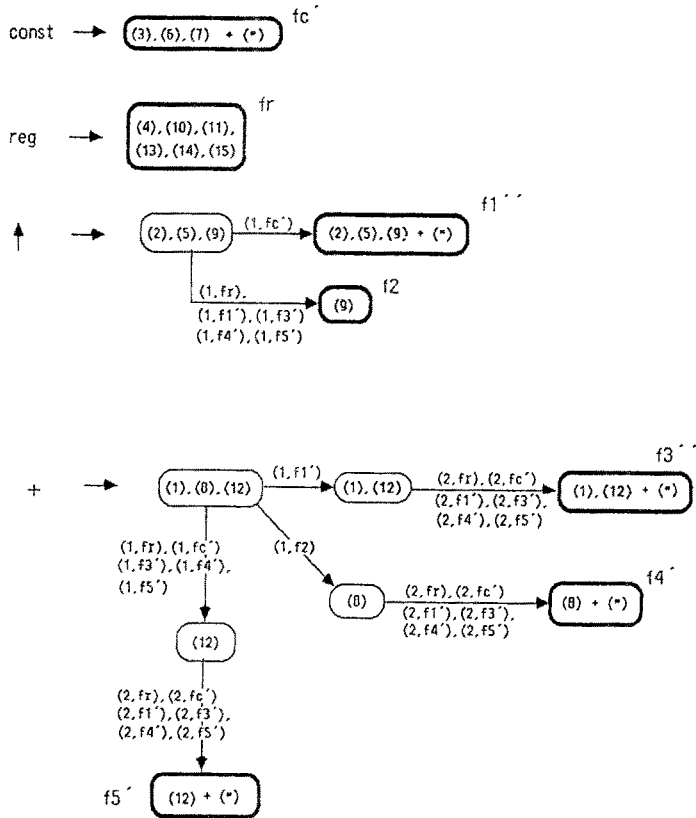 fc´
const → (3),(6),(7) + (*)
fr
reg → (4),(10),(11),
(13),(14),(15)
f1´´
↑ → (2),(5),(9) (1,fc´) (2),(5),(9) + (*)
f2
(1,fr),
(1,f1´),(1,f3´)
(1,f4´),(1,f5´)
(9)
f3´´
+ → (1),(8),(12) (1,f1´) (1),(12) (2,fr),(2,fc´)
(2,f1´),(2,f3´),
(2,f4´),(2,f5´)
(1),(12) + (*)
(1,fr),(1,fc´)
(1,f3´),(1,f4´),
(1,f5´)
(1,f2)
f4´
(8) (2,fr),(2,fc´)
(2,f1´),(2,f3´),
(2,f4´),(2,f5´)
(8) + (*)
(12)
(2,fr),(2,fc´)
(2,f1´),(2,f3´),
(2,f4´),(2,f5´)
f5´ (12) + (*)